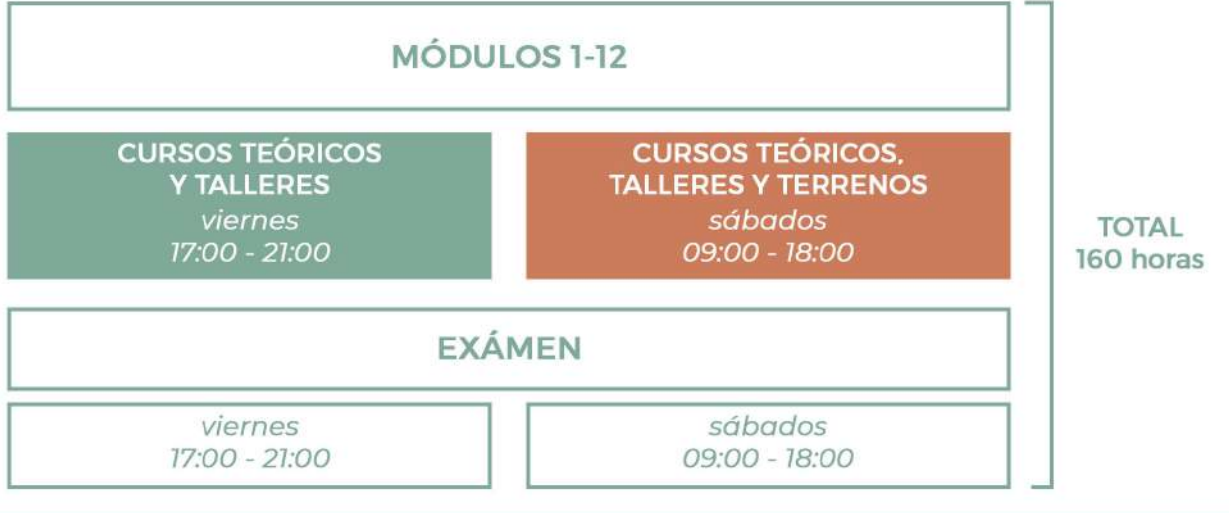 MÓDULOS 1-12
CURSOS TEÓRICOS
Y TALLERES
viernes
17:00 - 21:00
CURSOS TEÓRICOS,
TALLERES Y TERRENOS
sábados
09:00 - 18:00
EXÁMEN
viernes
17:00 - 21:00
sábados
09:00 - 18:00
TOTAL
160 horas